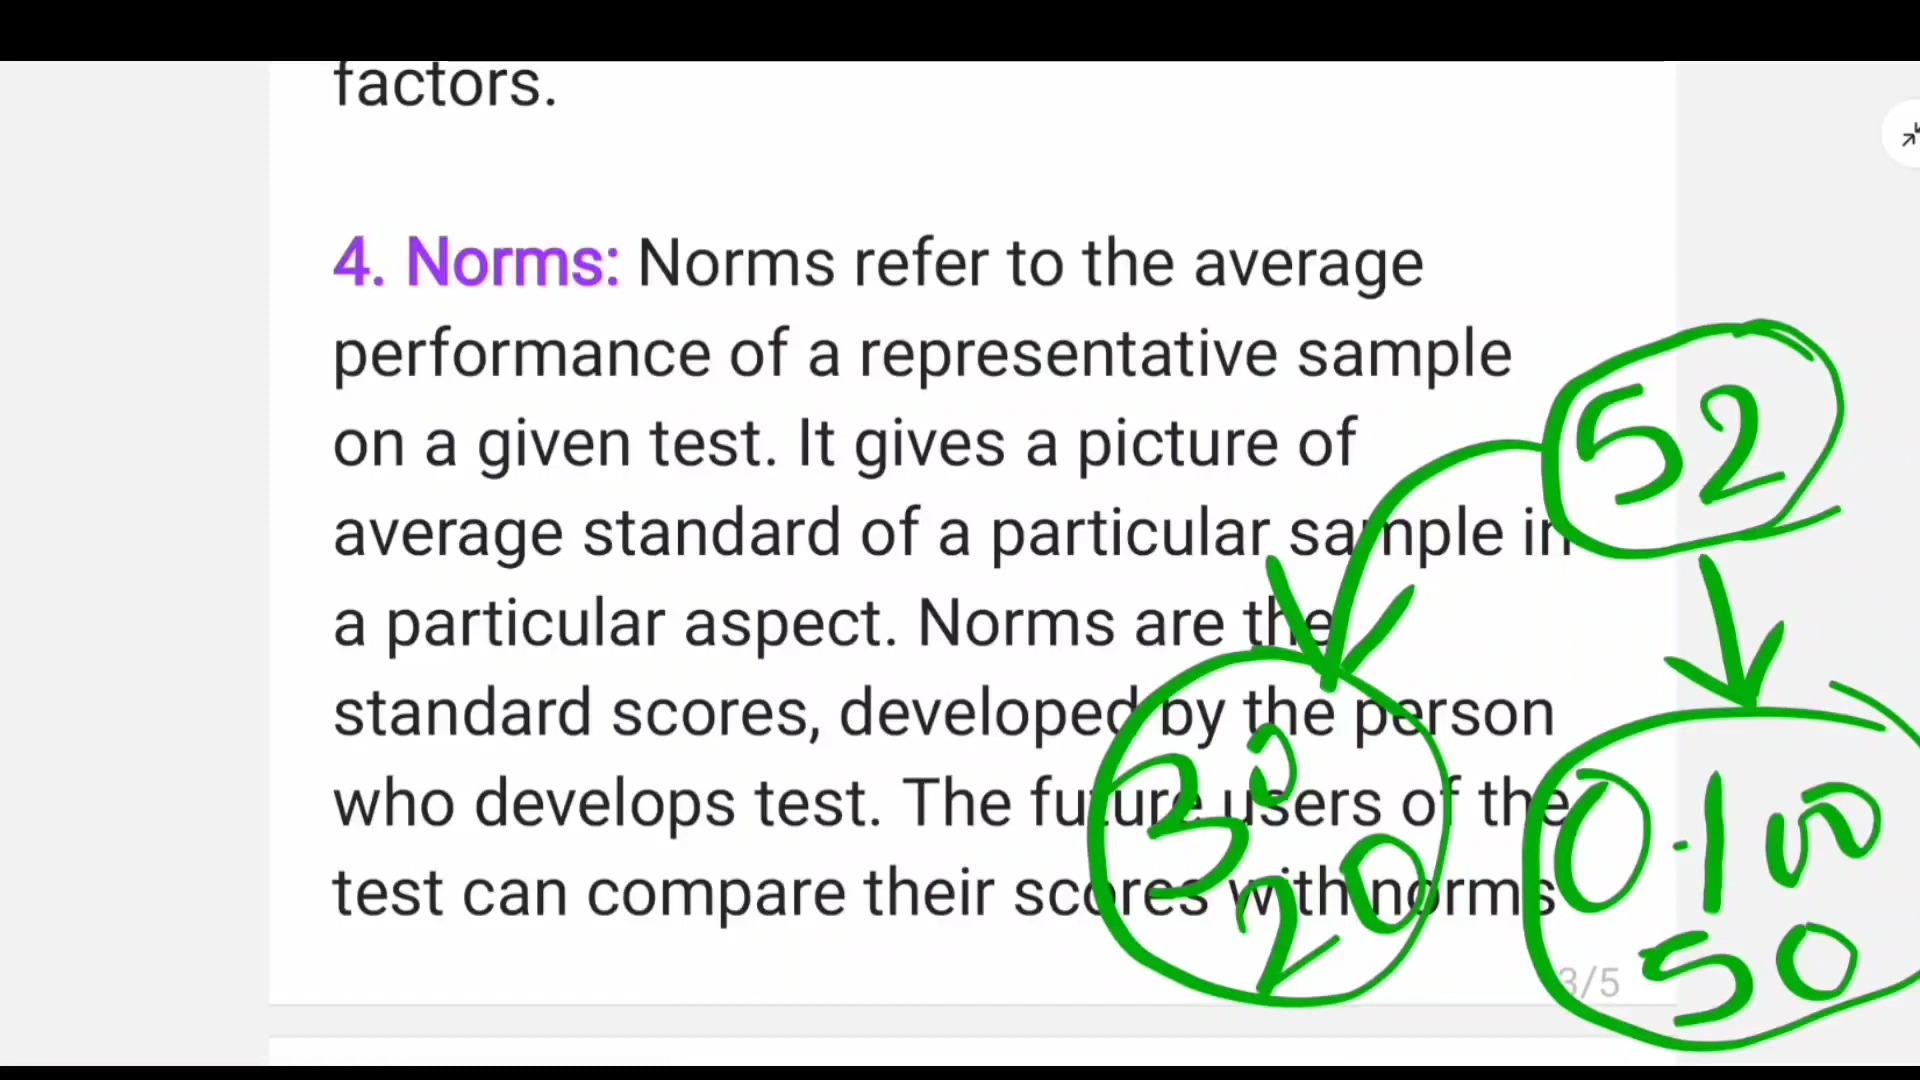 factors.
4. Norms: Norms refer to the average
performance of a representative sample
on a given test. It gives a picture of
average standard of a particular sample in
a particular aspect. Norms are the
standard scores, developed by the person
who develops test. The future users of the
test can compare their scores with norms
3/5
52
30
20
0-100
50